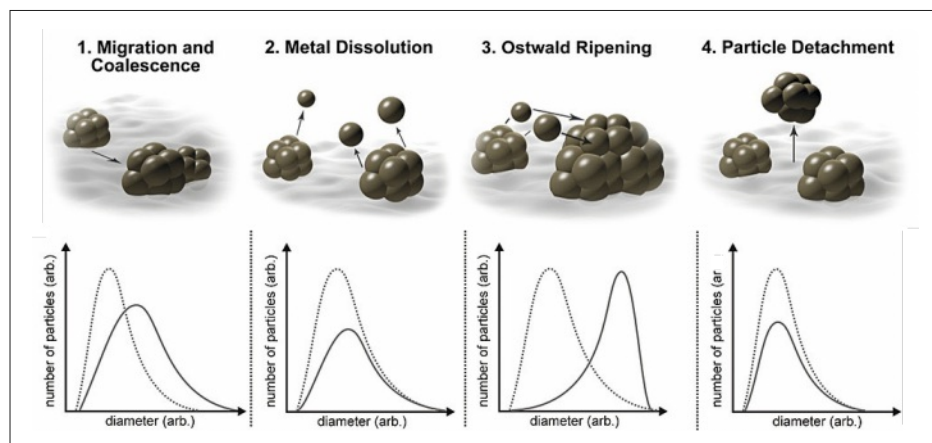 1. Migration and
Coalescence
2. Metal Dissolution
3. Ostwald Ripening
4. Particle Detachment
number of particles (arb.)
diameter (arb.)
number of particles (arb.)
diameter (arb.)
number of particles (arb.)
diameter (arb.)
number of particles (ar
diameter (arb.)